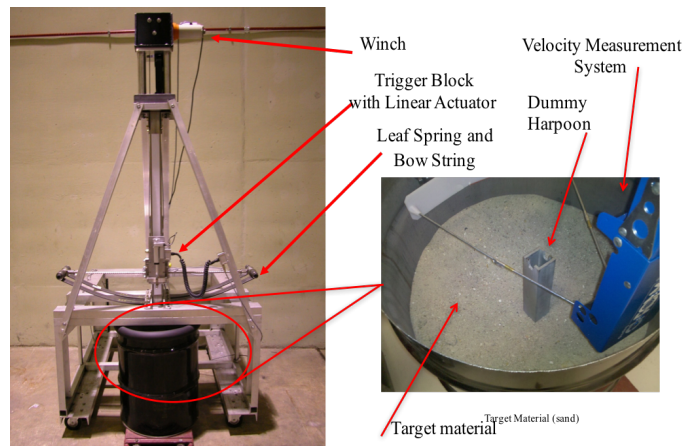 Winch
Trigger Block
with Linear Actuator
Leaf Spring and
Bow String
Velocity Measurement
System
Dummy
Harpoon
Target material
Target Material (sand)